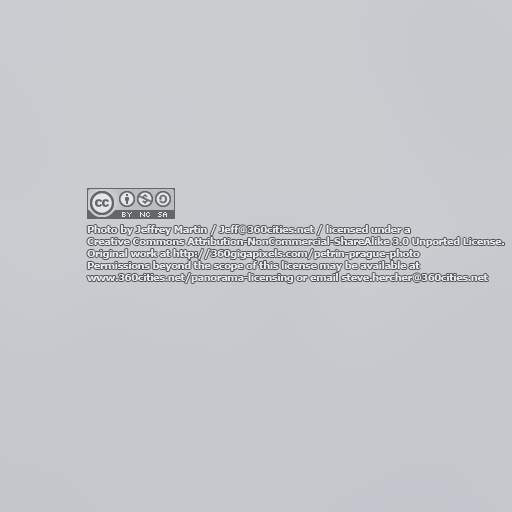 cc BY NC SA
Photo by Jeffrey Martin / Jeff@360cities.net / licensed under a
Creative Commons Attribution-NonCommercial-ShareAlike 3.0 Unported License.
Original work at http://360gigapixels.com/petrin-prague-photo
Permissions beyond the scope of this license may be available at
www.360cities.net/panorama-licensing or email steve.hercher@360cities.net